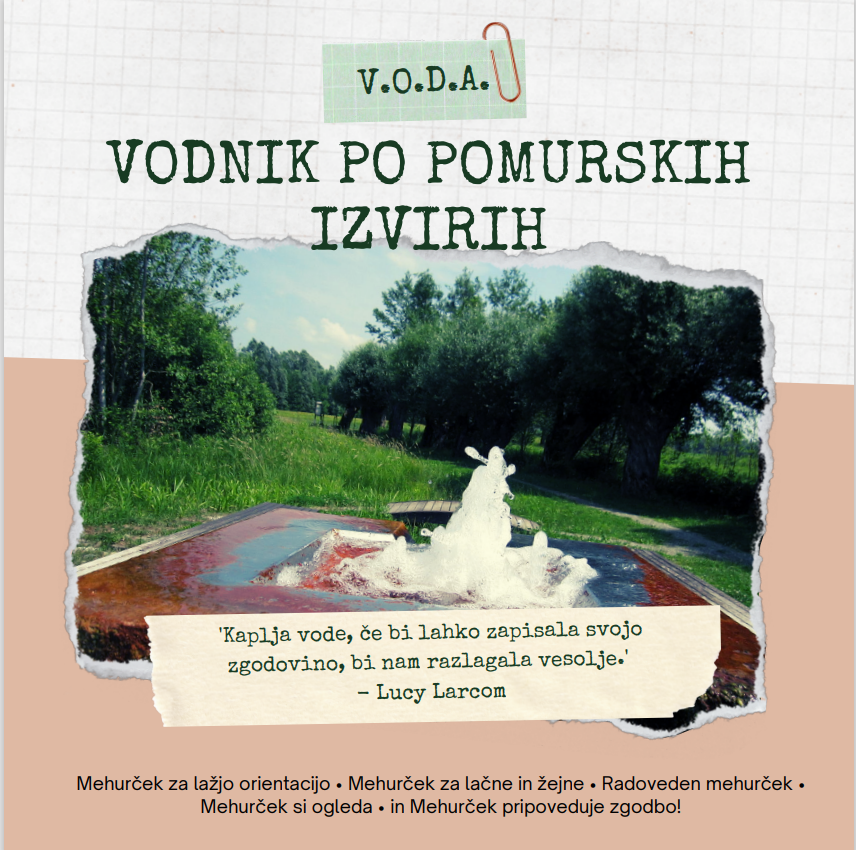 V.O.D.A.
VODNIK PO POMURSKIH
IZVIRIH
'Kaplja vode, če bi lahko zapisala svojo
zgodovino, bi nam razlagala vesolje.'
– Lucy Larcom
Mehurček za lažjo orientacijo • Mehurček za lačne in žejne • Radoveden mehurček •
Mehurček si ogleda • in Mehurček pripoveduje zgodbo!